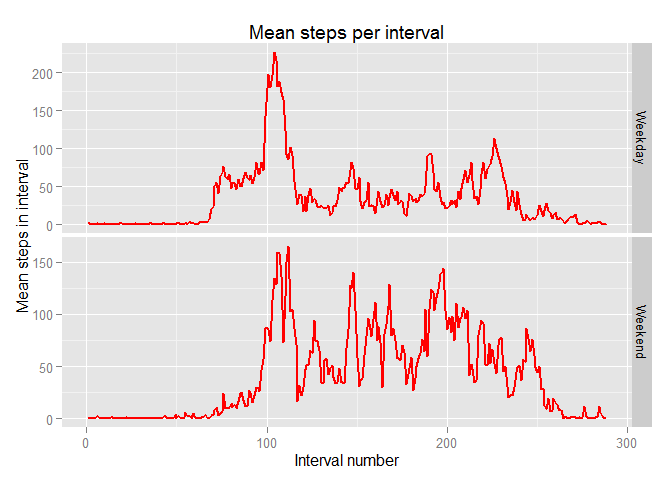 Mean steps per interval
Mean steps in interval
200
150
100
50
0
Weekday
150
100
50
0
Weekend
0 100 200 300
Interval number